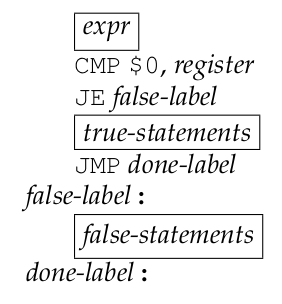 expr
CMP $0, register
JE false-label
true-statements
JMP done-label
false-label:
false-statements
done-label: